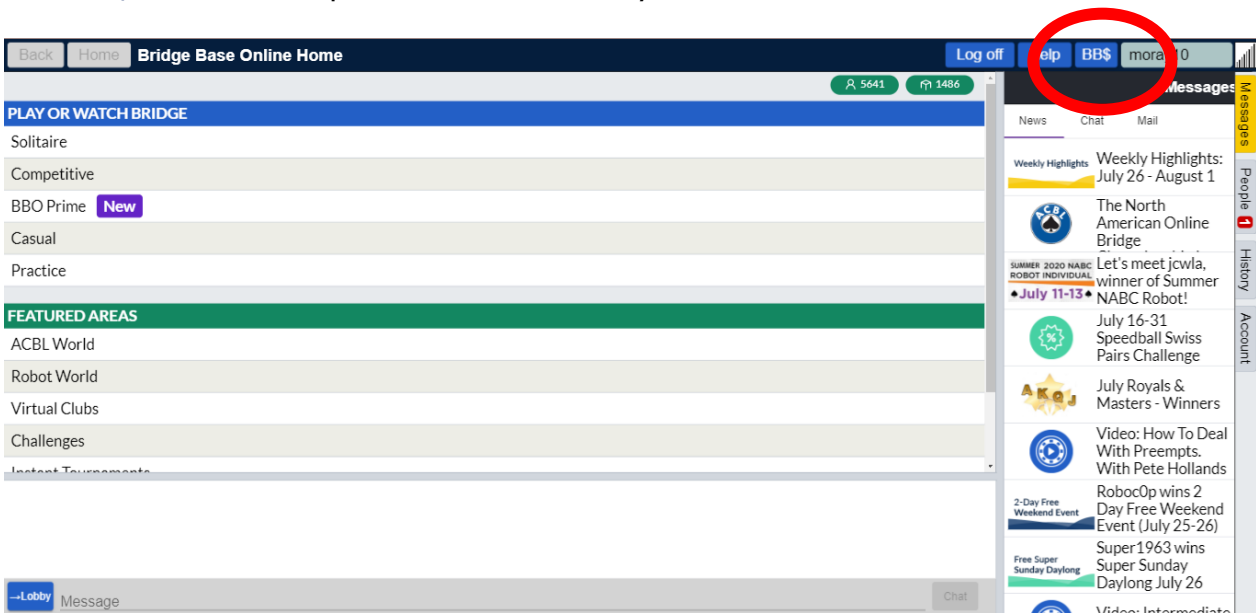 Back Home Bridge Base Online Home Log off Help BB$
5641 1486
PLAY OR WATCH BRIDGE
Solitaire
Competitive
BBO Prime New
Casual
Practice
FEATURED AREAS
ACBL World
Robot World
Virtual Clubs
Challenges
Instant Tournaments
→Lobby Message Chat
Messages
News Chat Mail
Weekly Highlights
Weekly Highlights:
July 26 - August 1
ACBL
The North
American Online
Bridge
SUMMER 2020 NABC
ROBOT INDIVIDUAL
♠July 11-13♠
Let's meet jcwla,
winner of Summer
NABC Robot!
July 16-31
Speedball Swiss
Pairs Challenge
A K Q J
July Royals &
Masters - Winners
Video: How To Deal
With Preempts.
With Pete Hollands
2-Day Free
Weekend Event
Roboc0p wins 2
Day Free Weekend
Event (July 25-26)
Free Super
Sunday Daylong
Super1963 wins
Super Sunday
Daylong July 26
Video: Intermediate
Messages
People 1
History
Account